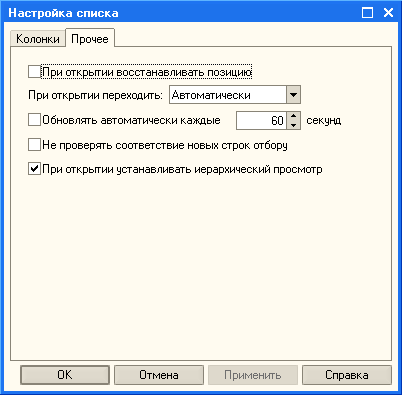 Настройка списка
Колонки Прочее
При открытии восстанавливать позицию
При открытии переходить: Автоматически
Обновлять автоматически каждые 60 секунд
Не проверять соответствие новых строк отбору
При открытии устанавливать иерархический просмотр
OK Отмена Применить Справка